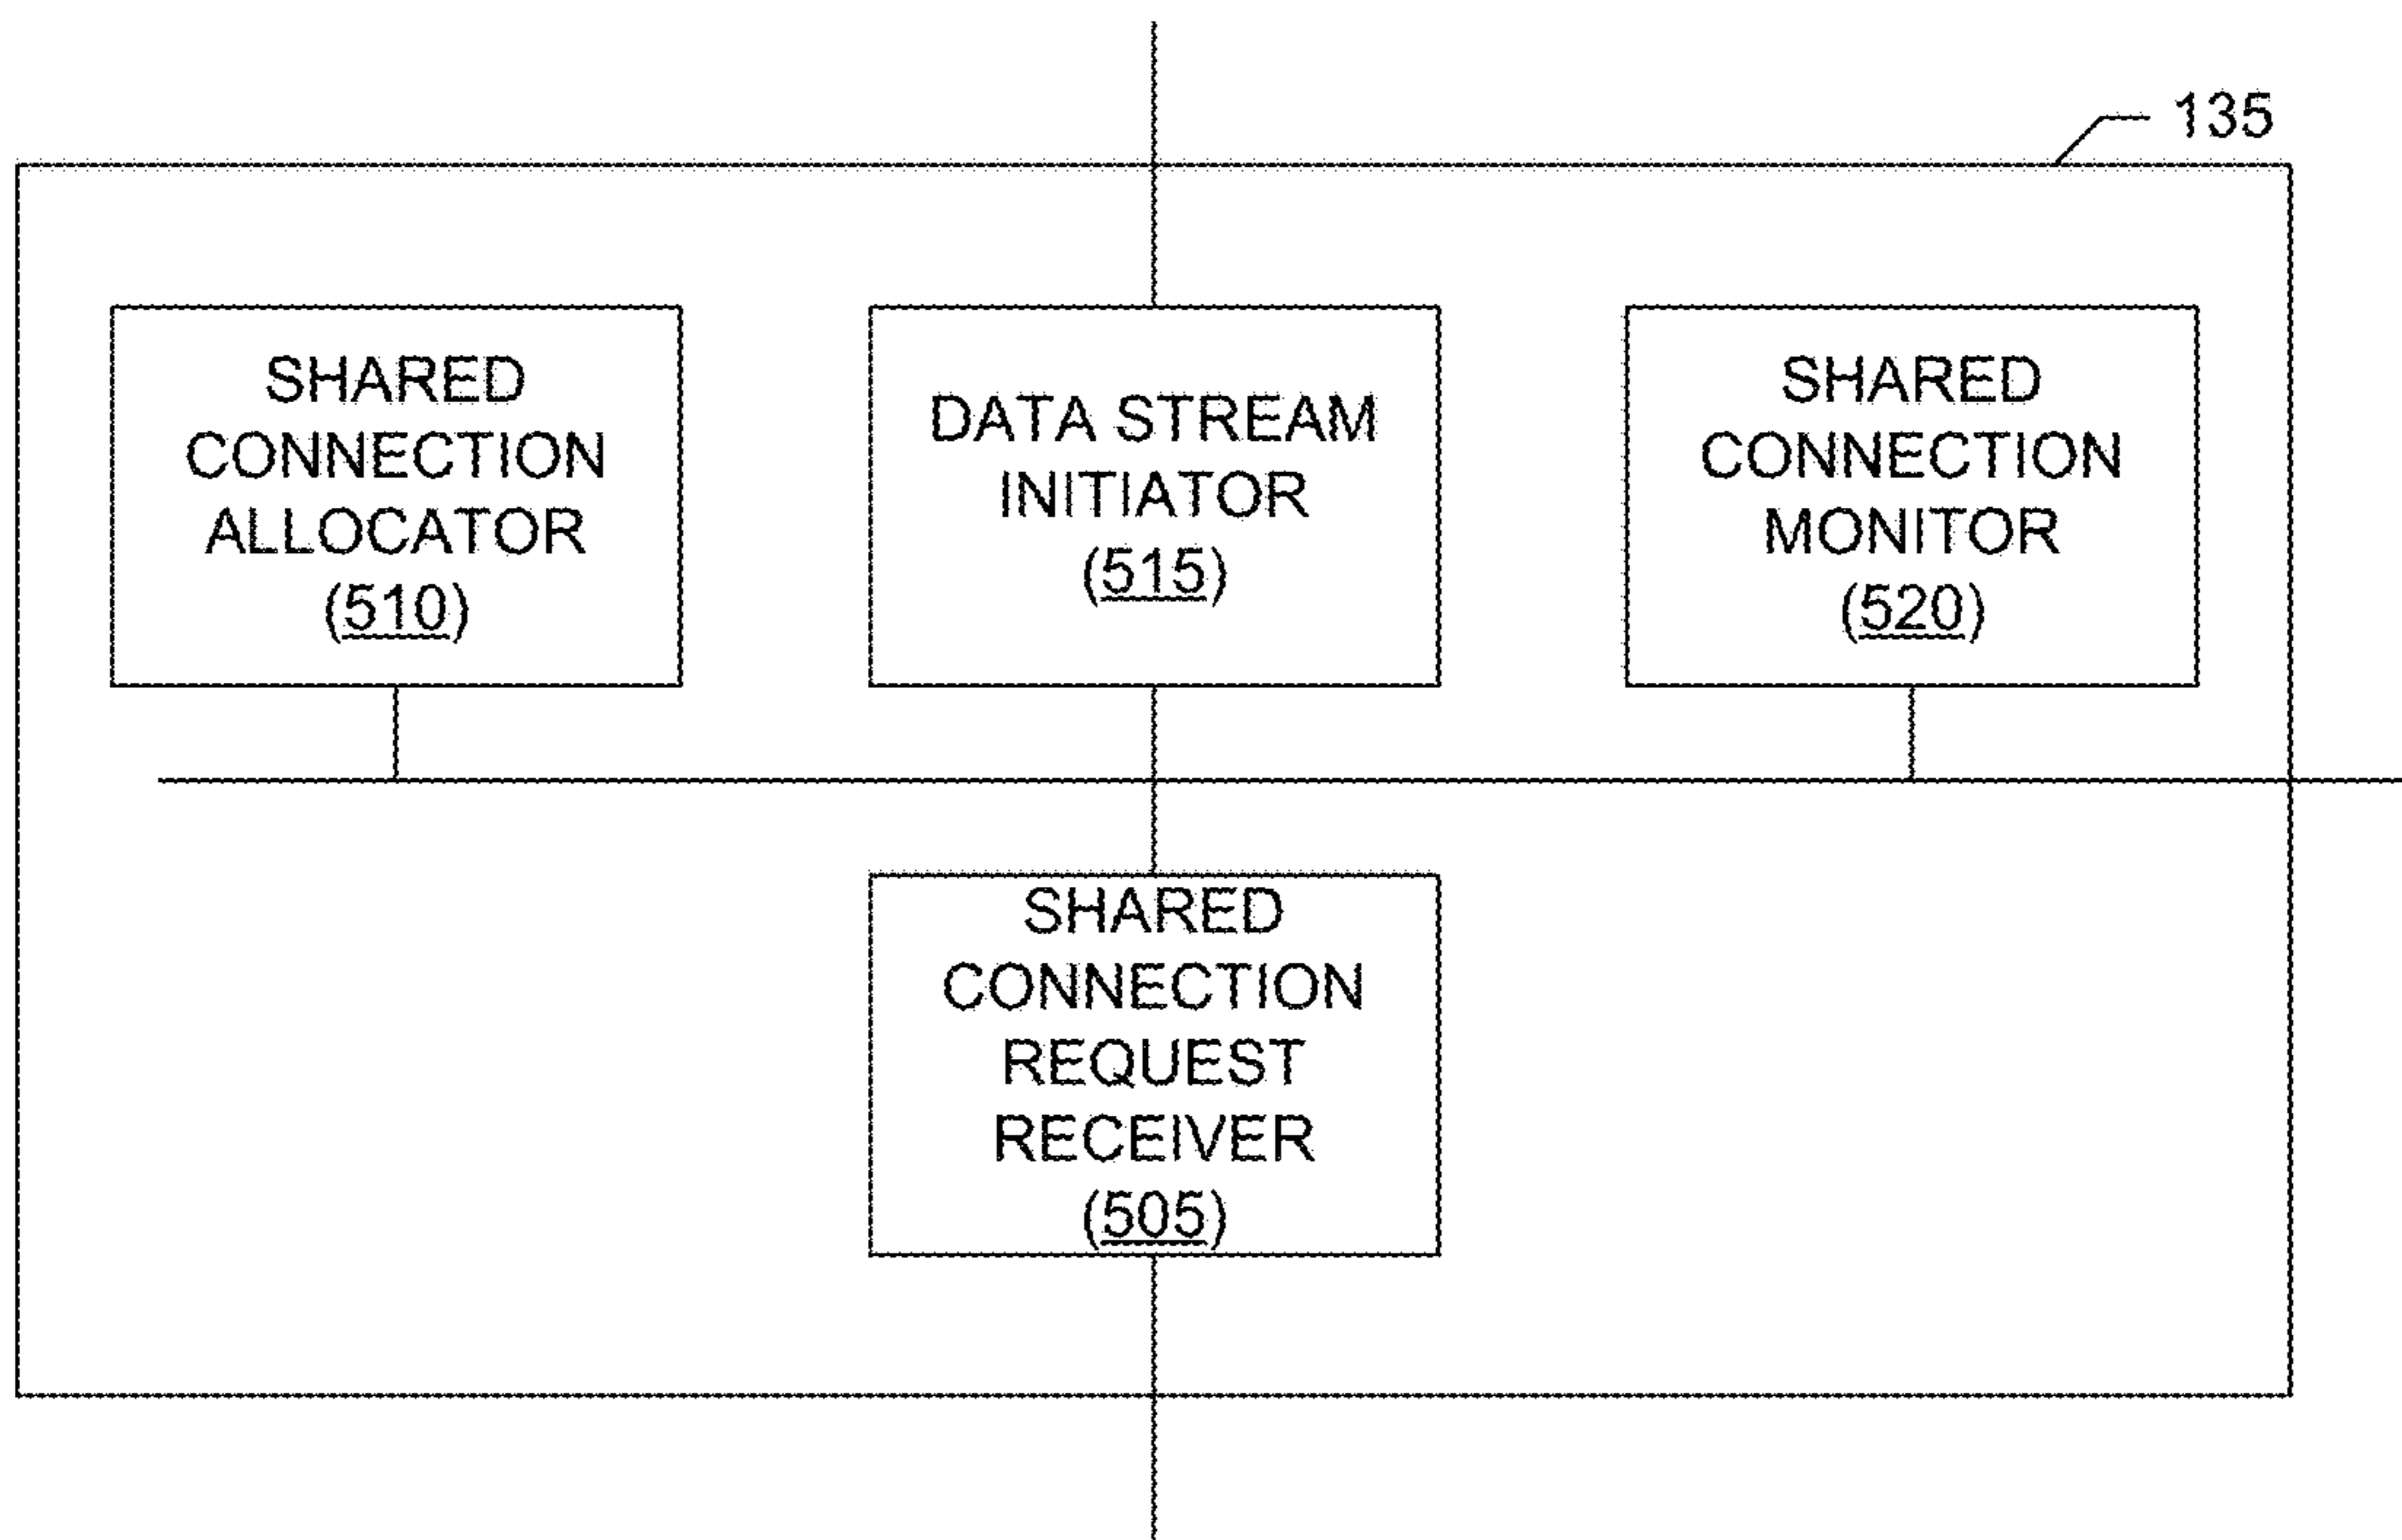 135
SHARED
CONNECTION
ALLOCATOR
(510)
DATA STREAM
INITIATOR
(515)
SHARED
CONNECTION
MONITOR
(520)
SHARED
CONNECTION
REQUEST
RECEIVER
(505)